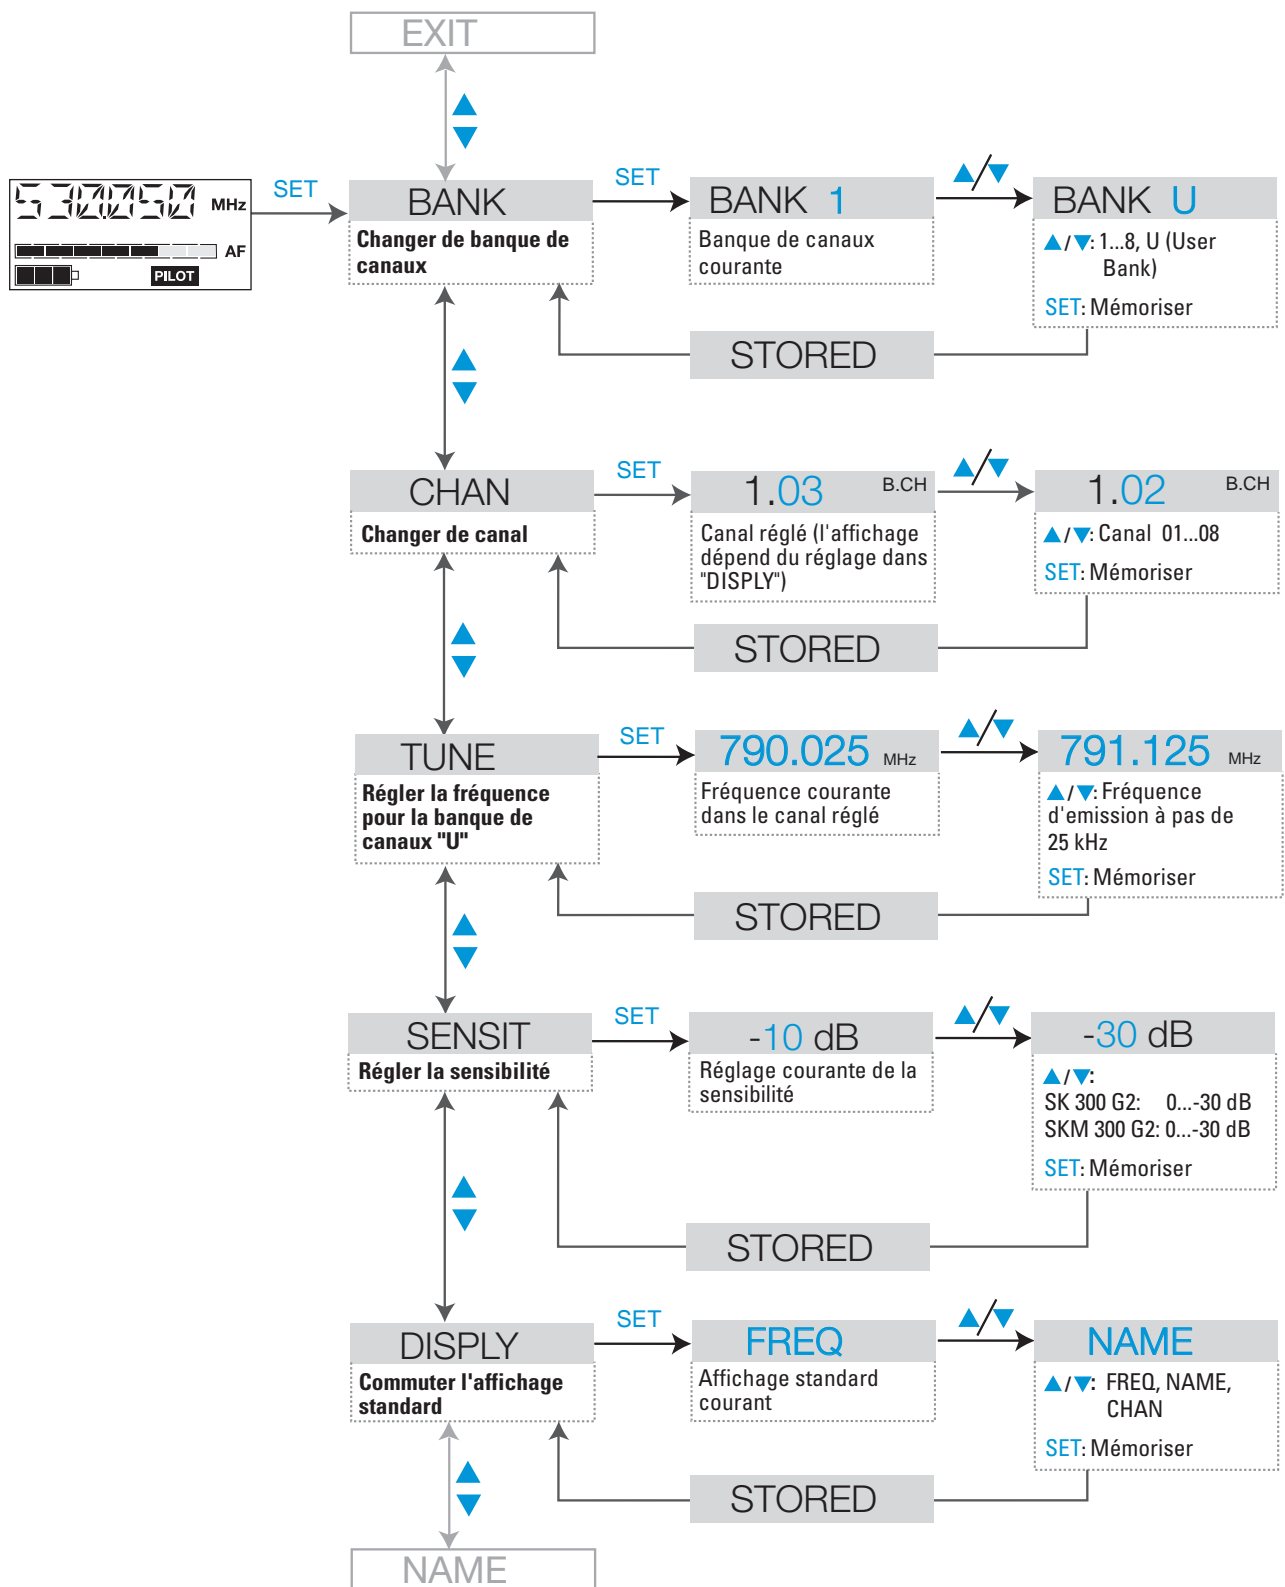 EXIT
530.050 MHz
AF
PILOT
SET
BANK
Changer de banque de
canaux
SET
BANK 1
Banque de canaux
courante
▲/▼
BANK U
▲/▼: 1...8, U (User
Bank)
SET: Mémoriser
STORED
CHAN
Changer de canal
SET
1.03 B.CH
Canal réglé (l'affichage
dépend du réglage dans
"DISPLY")
▲/▼
1.02 B.CH
▲/▼: Canal 01...08
SET: Mémoriser
STORED
TUNE
Régler la fréquence
pour la banque de
canaux "U"
SET
790.025 MHz
Fréquence courante
dans le canal réglé
▲/▼
791.125 MHz
▲/▼: Fréquence
d'emission à pas de
25 kHz
SET: Mémoriser
STORED
SENSIT
Régler la sensibilité
SET
-10 dB
Réglage courante de la
sensibilité
▲/▼
-30 dB
▲/▼:
SK 300 G2: 0...-30 dB
SKM 300 G2: 0...-30 dB
SET: Mémoriser
STORED
DISPLY
Commuter l'affichage
standard
SET
FREQ
Affichage standard
courant
▲/▼
NAME
▲/▼: FREQ, NAME,
CHAN
SET: Mémoriser
STORED
NAME